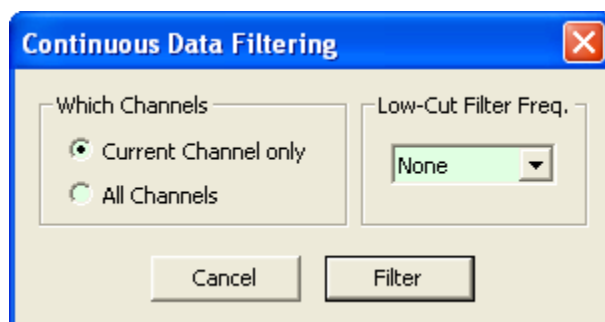 Continuous Data Filtering
Which Channels
Low-Cut Filter Freq.
Current Channel only
None
All Channels
Cancel
Filter